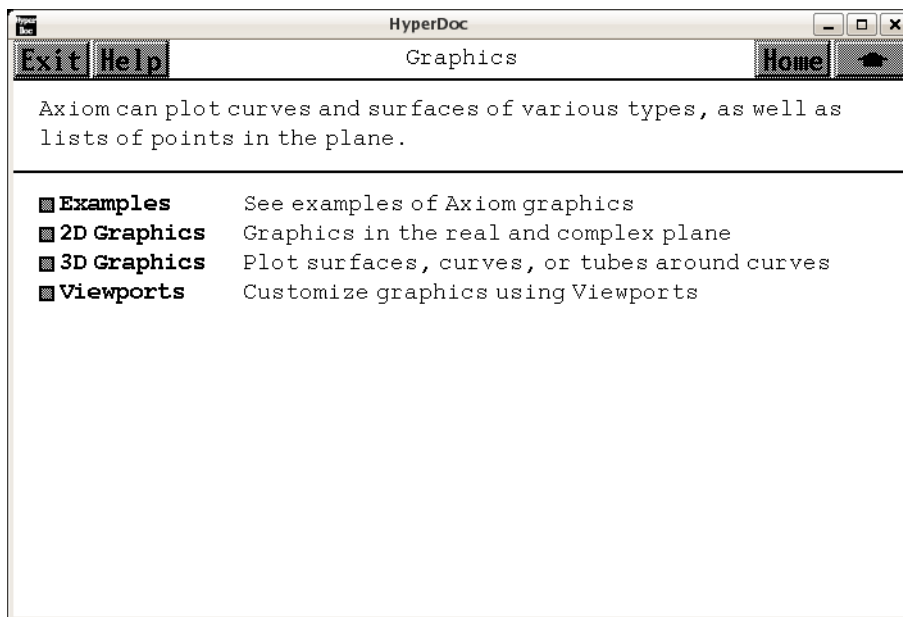 Hyper Doc HyperDoc
Exit Help Graphics Home
Axiom can plot curves and surfaces of various types, as well as
lists of points in the plane.
Examples See examples of Axiom graphics
2D Graphics Graphics in the real and complex plane
3D Graphics Plot surfaces, curves, or tubes around curves
Viewports Customize graphics using Viewports